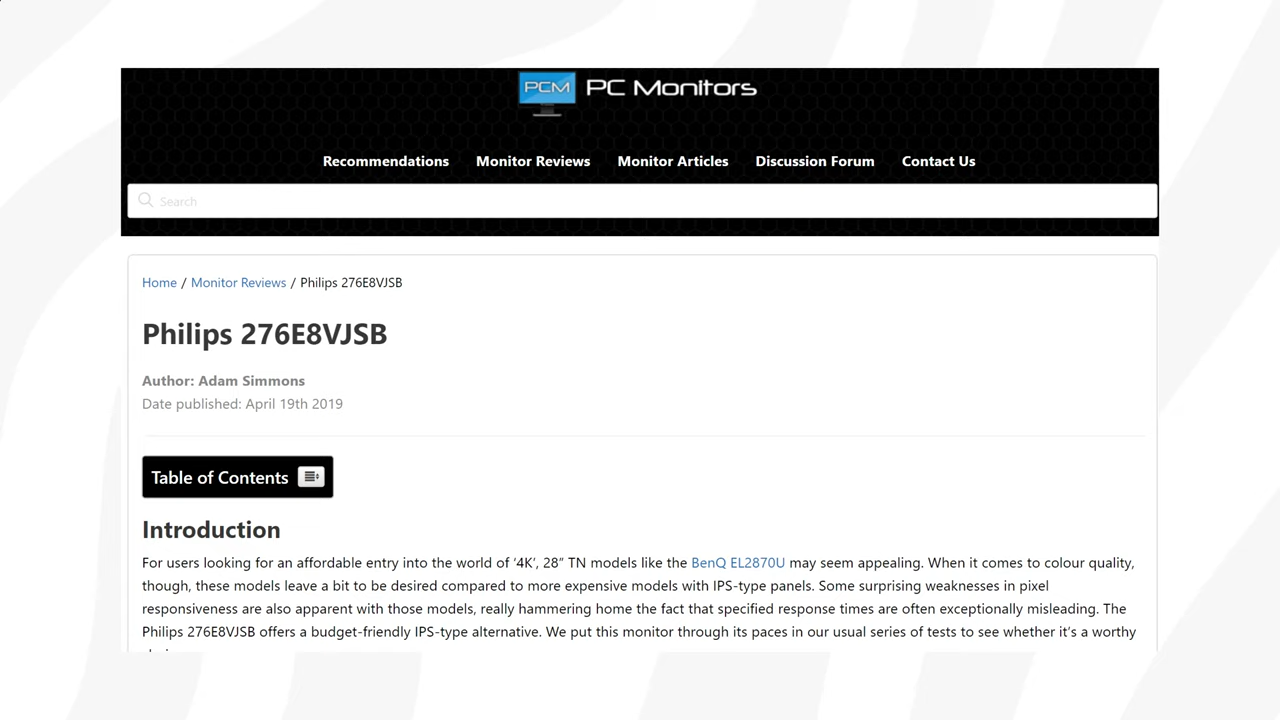 PCM PC Monitors
Recommendations Monitor Reviews Monitor Articles Discussion Forum Contact Us
Search
Home / Monitor Reviews / Philips 276E8VJSB
Philips 276E8VJSB
Author: Adam Simmons
Date published: April 19th 2019
Table of Contents
Introduction
For users looking for an affordable entry into the world of ‘4K’, 28” TN models like the BenQ EL2870U may seem appealing. When it comes to colour quality,
though, these models leave a bit to be desired compared to more expensive models with IPS-type panels. Some surprising weaknesses in pixel
responsiveness are also apparent with those models, really hammering home the fact that specified response times are often exceptionally misleading. The
Philips 276E8VJSB offers a budget-friendly IPS-type alternative. We put this monitor through its paces in our usual series of tests to see whether it’s a worthy